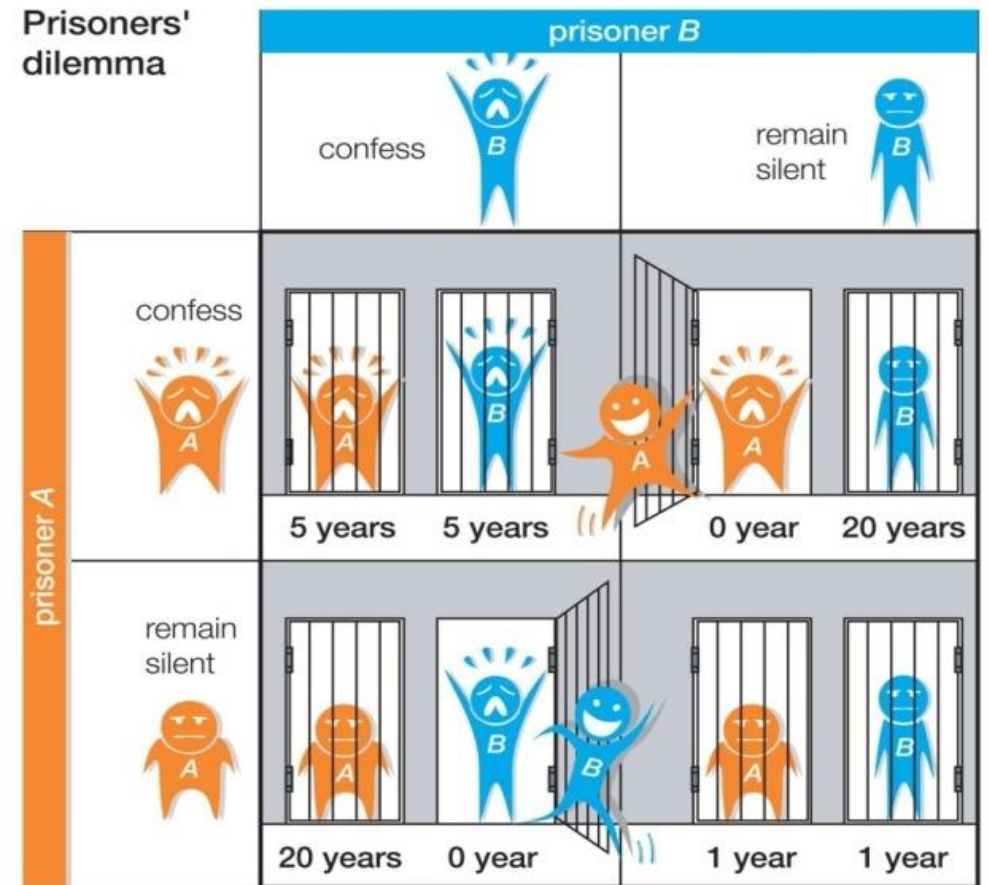 Prisoners'
dilemma
prisoner B
confess
B
remain
silent
B
prisoner A
confess
A
A
B
A
A
B
5 years
5 years
0 year
20 years
remain
silent
A
A
B
B
A
B
20 years
0 year
1 year
1 year